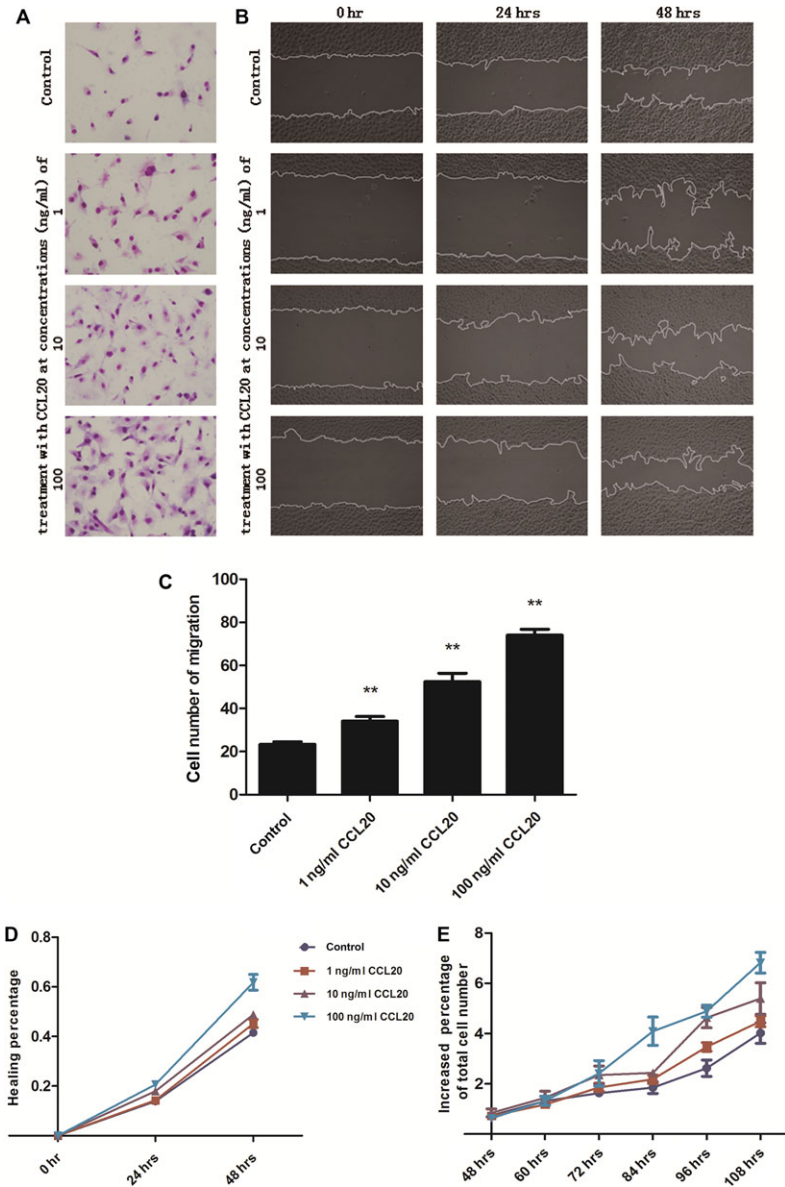 A
B
0 hr
24 hrs
48 hrs
treatment with CCL20 at concentrations (ng/ml) of
Control
1
10
100
treatment with CCL20 at concentrations (ng/ml) of
Control
1
10
100
C
Cell number of migration
100
80
60
40
20
0
**
**
**
Control
1 ng/ml CCL20
10 ng/ml CCL20
100 ng/ml CCL20
D
Healing percentage
0.8
0.6
0.4
0.2
0 hr
24 hrs
48 hrs
Control
1 ng/ml CCL20
10 ng/ml CCL20
100 ng/ml CCL20
E
Increased percentage
of total cell number
8
6
4
2
48 hrs
60 hrs
72 hrs
84 hrs
96 hrs
108 hrs